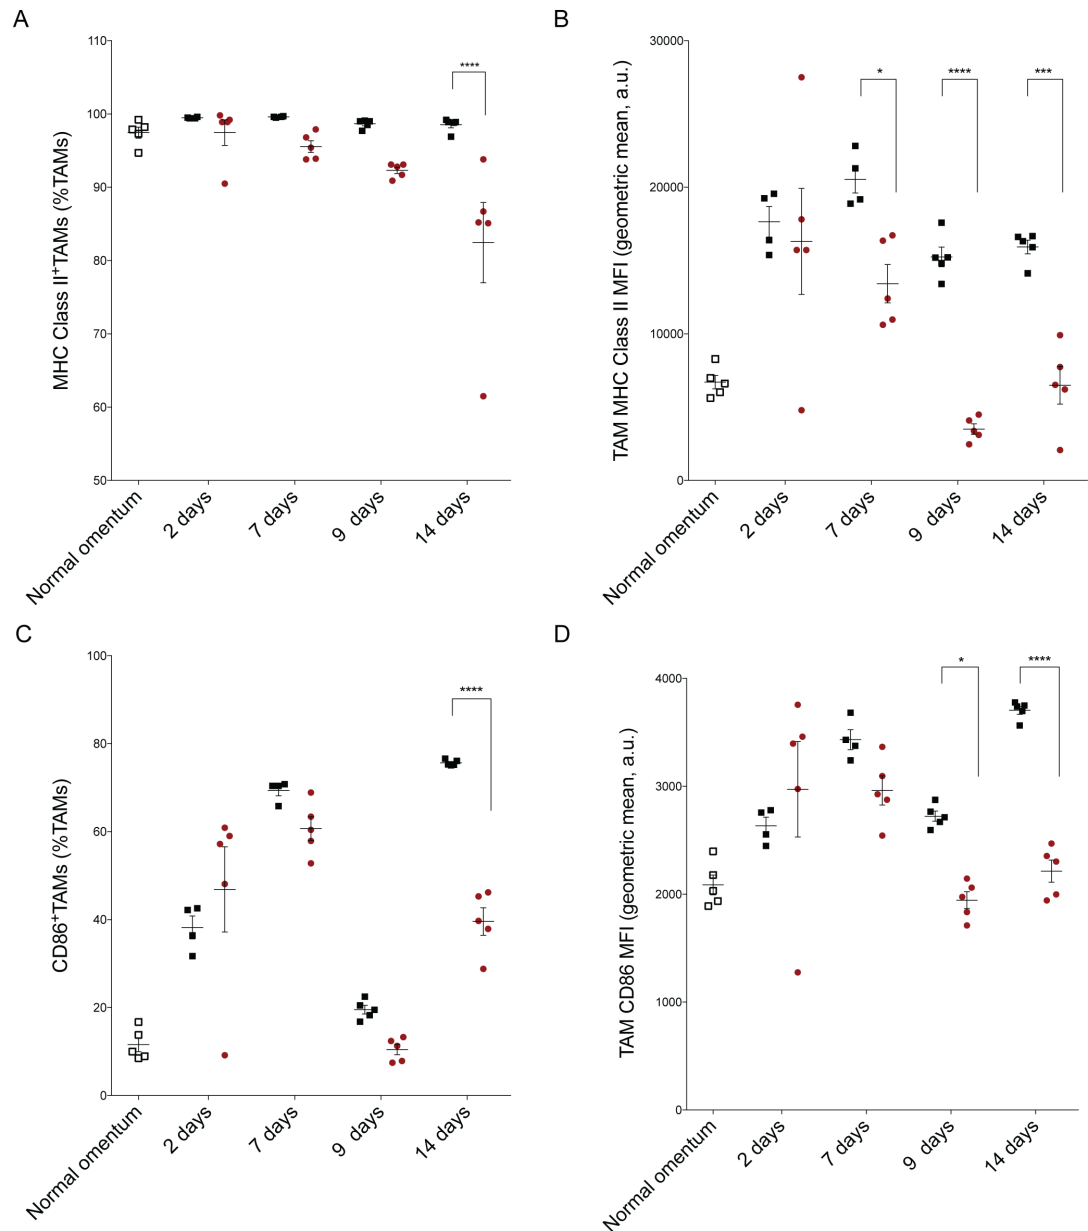 A
MHC Class II+TAMs (%TAMs)
110
100
90
80
70
60
50
****
Normal omentum
2 days
7 days
9 days
14 days
B
TAM MHC Class II MFI (geometric mean, a.u.)
30000
20000
10000
0
*
****
***
Normal omentum
2 days
7 days
9 days
14 days
C
CD86+TAMs (%TAMs)
100
80
60
40
20
0
****
Normal omentum
2 days
7 days
9 days
14 days
D
TAM CD86 MFI (geometric mean, a.u.)
4000
3000
2000
1000
0
*
****
Normal omentum
2 days
7 days
9 days
14 days